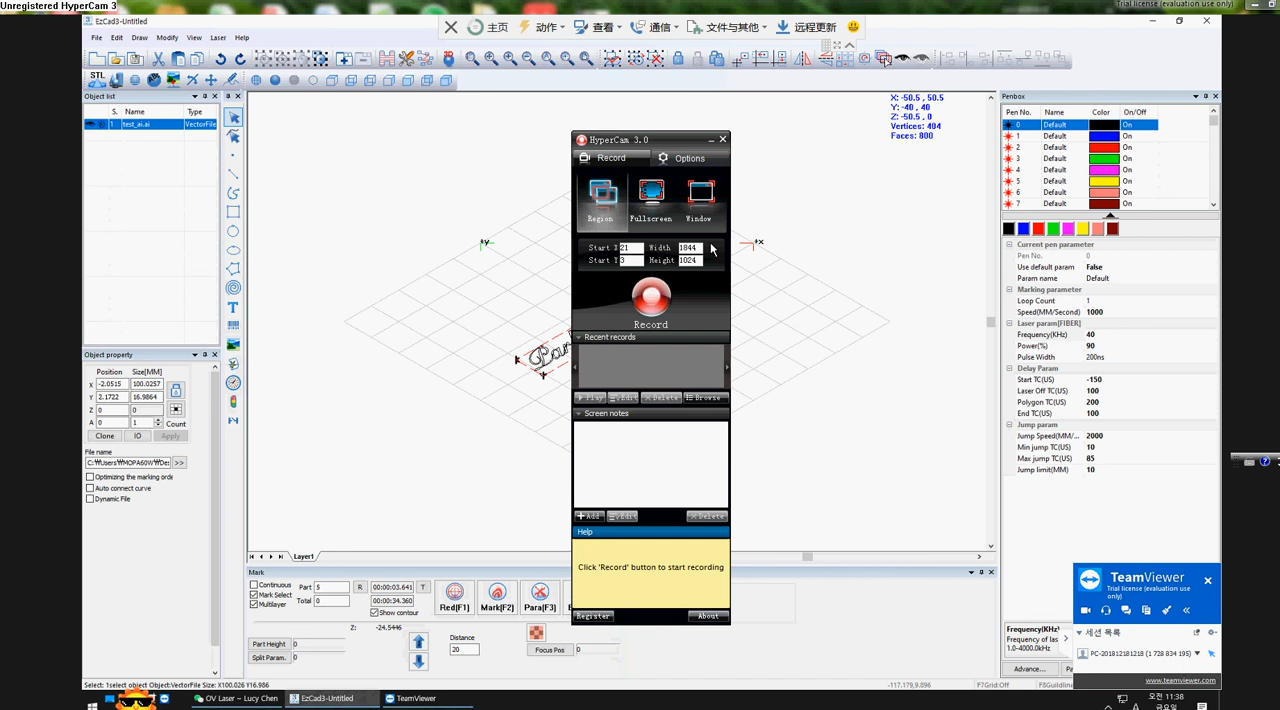 Unregistered HyperCam 3
Trial license (evaluation use only)
EzCad3-Untitled
主页 动作 查看 通信 文件与其他 远程更新
File Edit Draw Modify View Laser Help
STL
Object list
S. Name Type
1 test_ai.ai VectorFile
Object property
Position[MM] Size[MM]
X -2.0515 100.0257
Y 2.1722 16.9864
Z 0 0
A 0 1 Count
Clone IO Apply
File name
>>
Optimizing the marking orde
Auto connect curve
Dynamic File
X: -50.5 , 50.5
Y: -40 , 40
Z: -50.5 , 0
Vertices: 404
Faces: 800
+Y
+X
HyperCam 3.0
Record Options
Region Fullscreen Window
Start X 21 Width 1844
Start Y 3 Height 1024
Record
Recent records
Play Edit Delete Browse
Screen notes
Add Edit Delete
Help
Click 'Record' button to start recording
Register About
Layer1
Mark
Continuous Part 5 R 00:00:03.641 T
Mark Select Total 0 00:00:34.360
Multilayer Show contour
Red(F1) Mark(F2) Para(F3)
Z: -24.5446
Part Height 0
Split Param. 0
Distance
20
Focus Pos 0
Penbox
Pen No. Name Color On/Off
0 Default On
1 Default On
2 Default On
3 Default On
4 Default On
5 Default On
6 Default On
7 Default On
Current pen parameter
Pen No. 0
Use default param False
Param name Default
Marking parameter
Loop Count 1
Speed(MM/Second) 1000
Laser param[FIBER]
Frequency(KHz) 40
Power(%) 90
Pulse Width 200ns
Delay Param
Start TC(US) -150
Laser Off TC(US) 100
Polygon TC(US) 200
End TC(US) 100
Jump param
Jump Speed(MM/... 2000
Min jump TC(US) 10
Max jump TC(US) 85
Jump limit(MM) 10
Frequency(KHz)
Frequency of las
1.0-4000.0kHz
Advance...
TeamViewer
Trial license (evaluation use only)
세션 목록
PC-201812181218 (1 728 834 195)
www.teamviewer.com
Select: 1select object Object:VectorFile Size: X100.026 Y16.986
-117.179,9.896 F7Grid:Off
OV Laser - Lucy Chen EzCad3-Untitled TeamViewer
오전 11:38
금요일